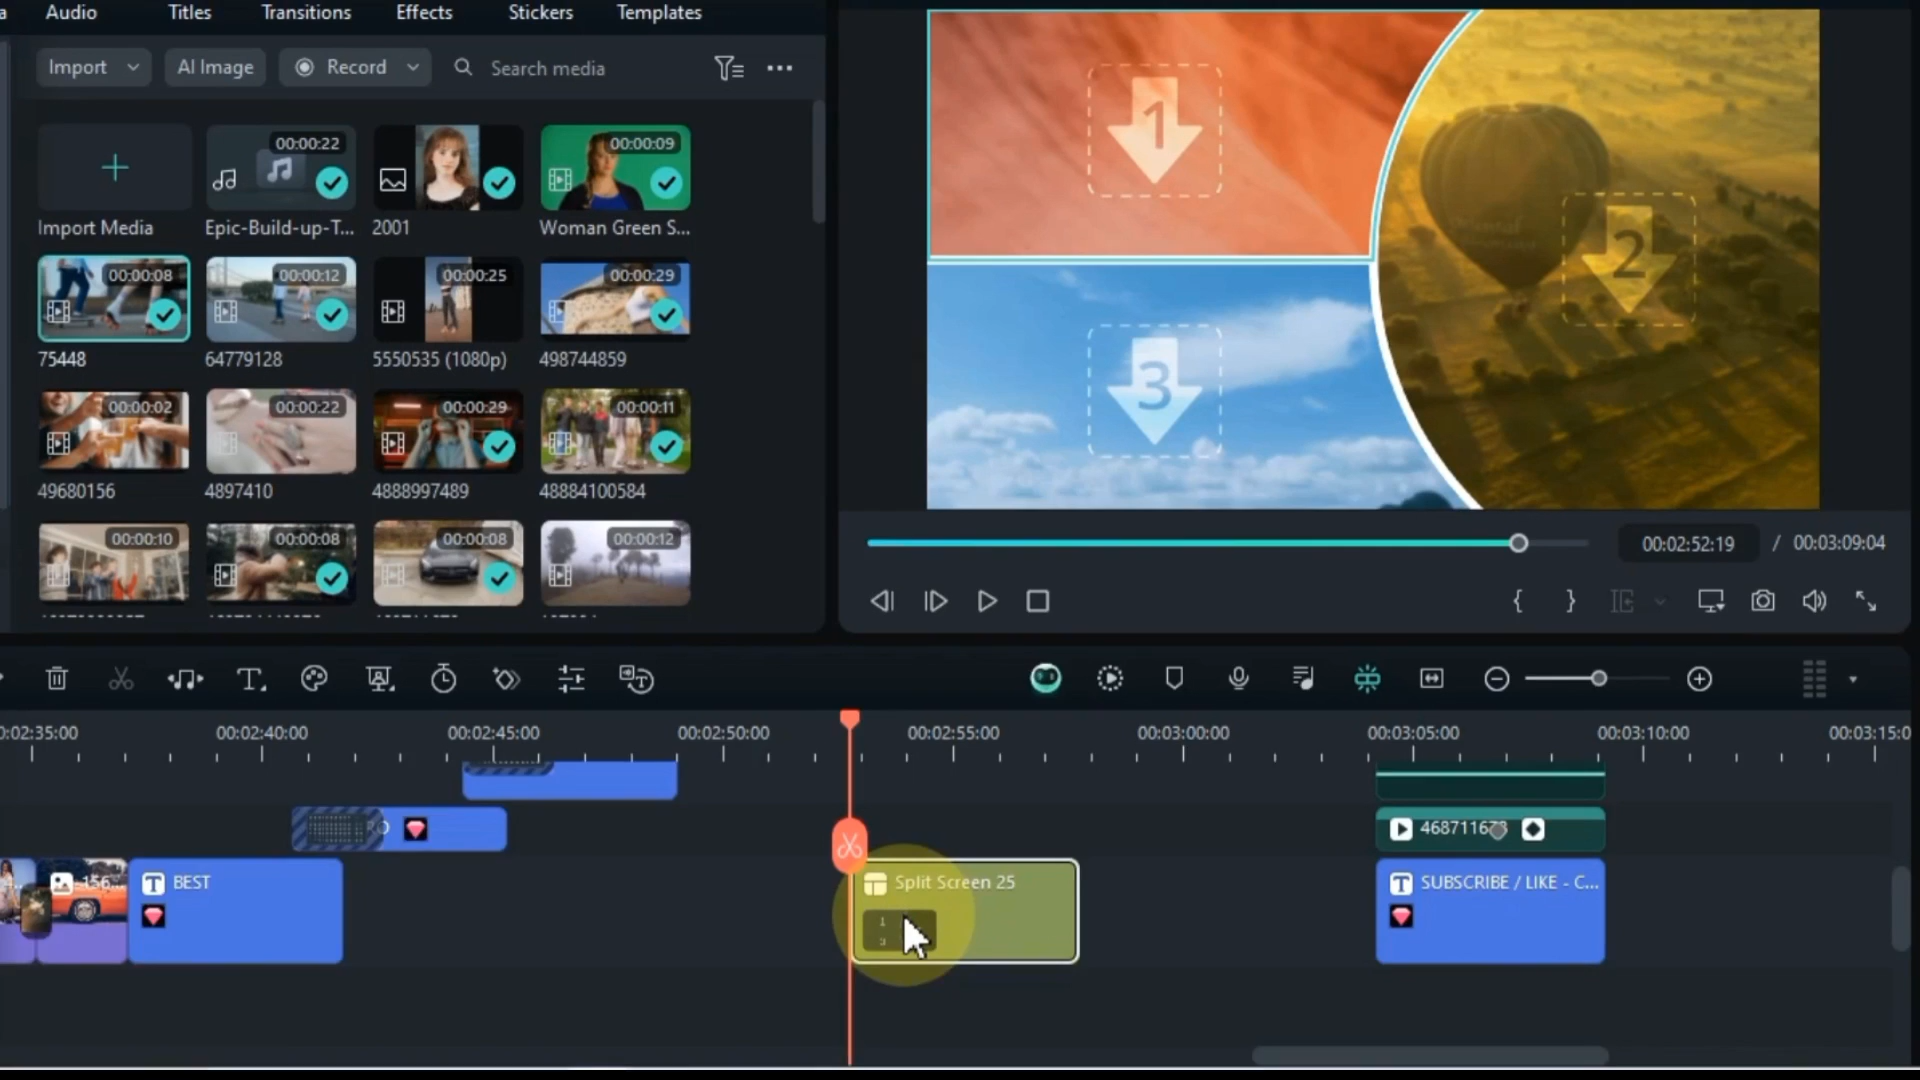 Audio Titles Transitions Effects Stickers Templates
Import AI Image Record Search media
00:00:22 00:00:09
Import Media Epic-Build-up-T... 2001 Woman Green S...
00:00:08 00:00:12 00:00:25 00:00:29
75448 64779128 5550535 (1080p) 498744859
00:00:02 00:00:22 00:00:29 00:00:11
49680156 4897410 4888997489 48884100584
00:00:10 00:00:08 00:00:08 00:00:12
1
2
3
00:02:52:19 / 00:03:09:04
0:02:35:00 00:02:40:00 00:02:45:00 00:02:50:00 00:02:55:00 00:03:00:00 00:03:05:00 00:03:10:00 00:03:15:0
BEST
Split Screen 25
SUBSCRIBE / LIKE - C...